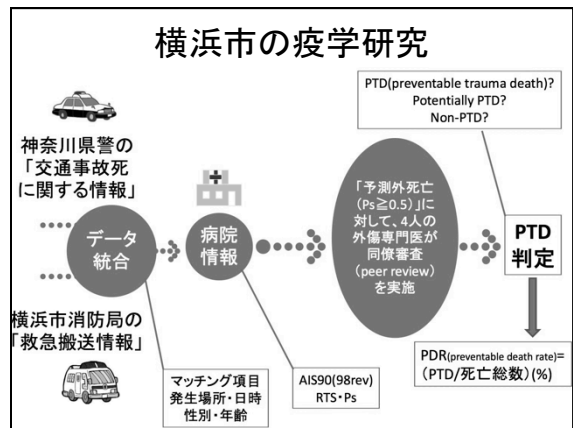 横浜市の疫学研究
PTD(preventable trauma death)?
Potentially PTD?
Non-PTD?
神奈川県警の
「交通事故死
に関する情報」
データ
統合
病院
情報
「予測外死亡
(Ps≧0.5)」に
対して、4人の
外傷専門医が
同僚審査
(peer review)
を実施
PTD
判定
横浜市消防局の
「救急搬送情報」
マッチング項目
発生場所・日時
性別・年齢
AIS90(98rev)
RTS・Ps
PDR(preventable death rate)=
(PTD/死亡総数)(%)